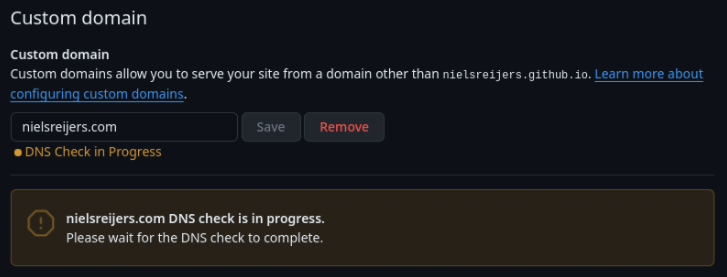 Custom domain
Custom domain
Custom domains allow you to serve your site from a domain other than nielsreijers.github.io. Learn more about
configuring custom domains.
nielsreijers.com Save Remove
DNS Check in Progress
nielsreijers.com DNS check is in progress.
Please wait for the DNS check to complete.